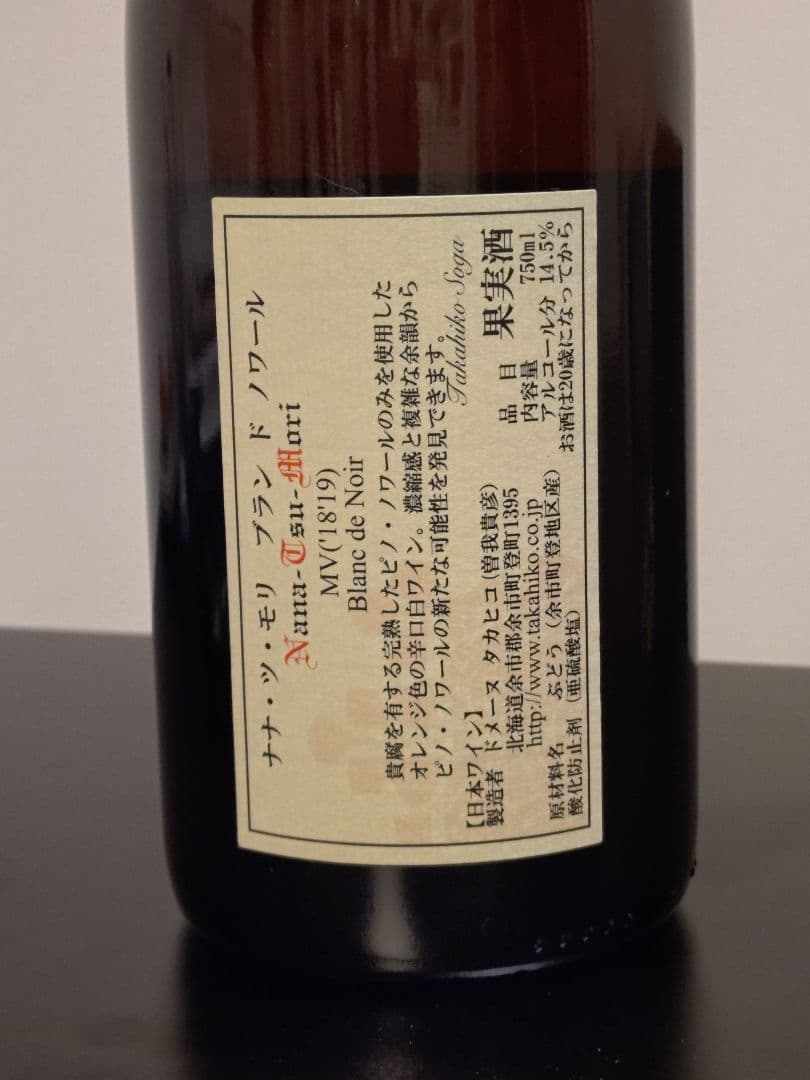 ナナ・ツ・モリ ブラン ド ノワール
Nana-Tsu-Mori
MV('18'19)
Blanc de Noir
貴腐を有する完熟したピノ・ノワールのみを使用した
オレンジ色の辛口白ワイン。濃縮感と複雑な余韻から
ピノ・ノワールの新たな可能性を発見できます。
Takahiko Soga
【日本ワイン】
製造者 ドメーヌ タカヒコ(曽我貴彦)
北海道余市郡余市町登町1395
http://www.takahiko.co.jp
原材料名 ぶどう(余市町登地区産)
酸化防止剤(亜硫酸塩)
品目 果実酒
内容量 750ml
アルコール分 14.5%
お酒は20歳になってから